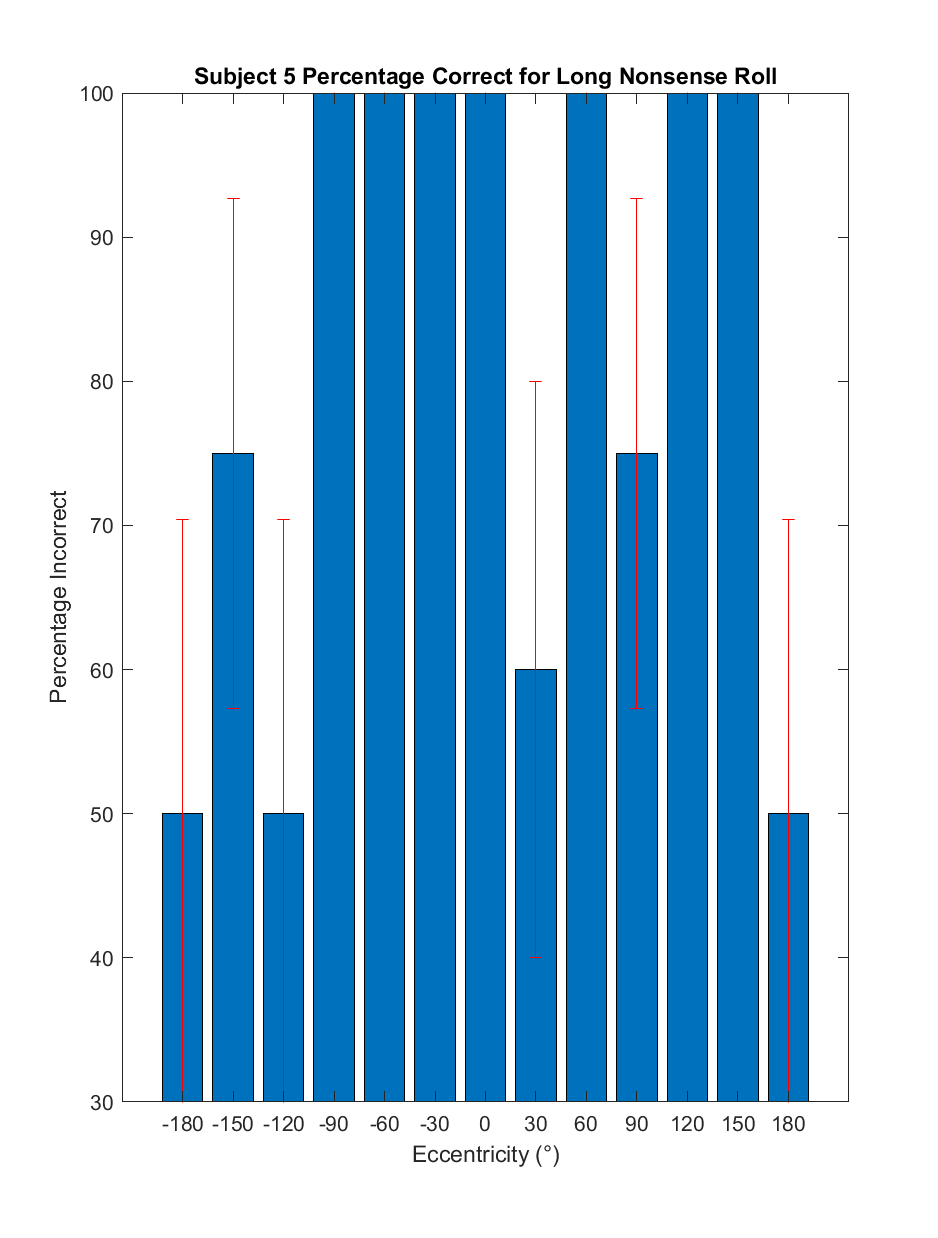 Subject 5 Percentage Correct for Long Nonsense Roll
100
90
80
70
60
50
40
30
Percentage Incorrect
-180 -150 -120 -90 -60 -30 0 30 60 90 120 150 180
Eccentricity (°)